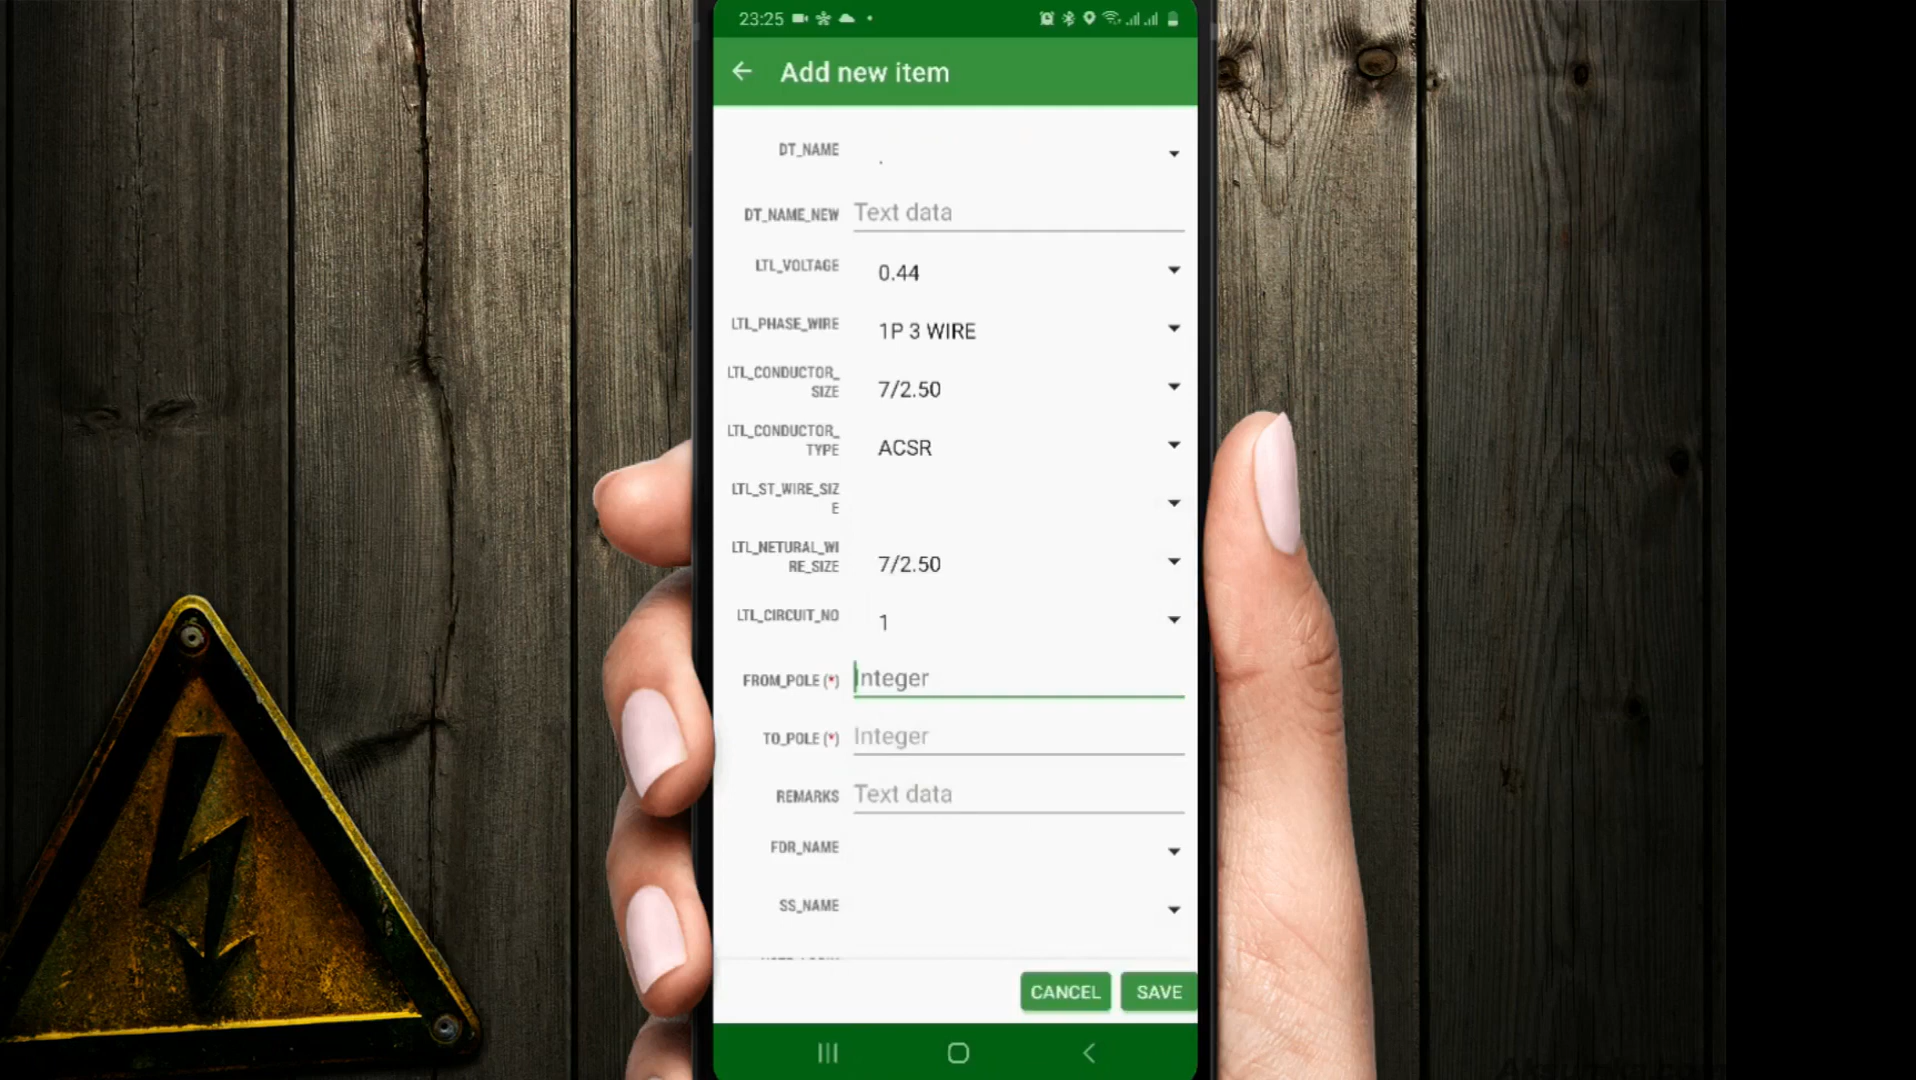 23:25
Add new item
DT_NAME
.
DT_NAME_NEW Text data
LTL_VOLTAGE 0.44
LTL_PHASE_WIRE 1P 3 WIRE
LTL_CONDUCTOR_
SIZE
7/2.50
LTL_CONDUCTOR_
TYPE
ACSR
LTL_ST_WIRE_SIZ
E
LTL_NETURAL_WI
RE_SIZE
7/2.50
LTL_CIRCUIT_NO 1
FROM_POLE (*) Integer
TO_POLE (*) Integer
REMARKS Text data
FDR_NAME
SS_NAME
CANCEL SAVE